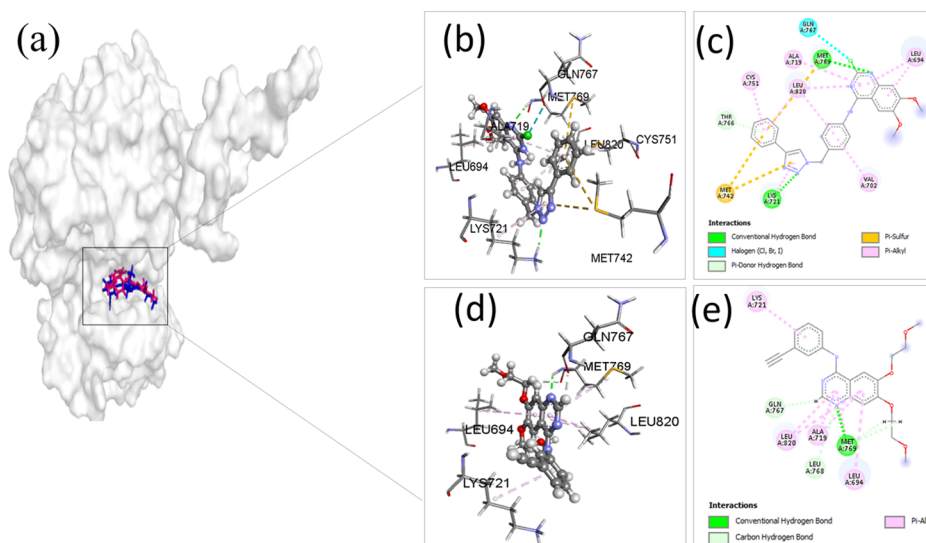 (a)
(b)
GLN767
MET769
ALA719
LEU820
CYS751
LEU694
LYS721
MET742
(c)
GLN
A:767
MET
A:769
ALA
A:719
LEU
A:694
CYS
A:751
LEU
A:820
THR
A:766
VAL
A:702
MET
A:742
LYS
A:721
Interactions
Conventional Hydrogen Bond
Halogen (Cl, Br, I)
Pi-Donor Hydrogen Bond
Pi-Sulfur
Pi-Alkyl
(d)
GLN767
MET769
LEU694
LEU820
LYS721
(e)
LYS
A:721
GLN
A:767
LEU
A:820
ALA
A:719
MET
A:769
LEU
A:768
LEU
A:694
H
H H
Interactions
Conventional Hydrogen Bond
Carbon Hydrogen Bond
Pi-Al